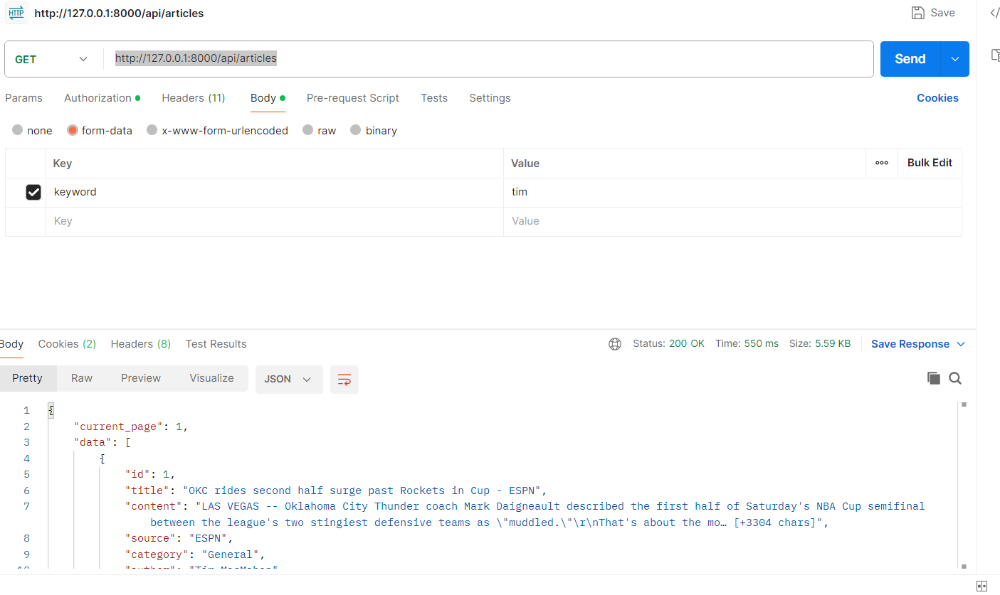 HTTP http://127.0.0.1:8000/api/articles Save </
GET http://127.0.0.1:8000/api/articles Send
Params Authorization Headers (11) Body Pre-request Script Tests Settings Cookies
none form-data x-www-form-urlencoded raw binary
Key Value Bulk Edit
keyword tim
Key Value
Body Cookies (2) Headers (8) Test Results Status: 200 OK Time: 550 ms Size: 5.59 KB Save Response
Pretty Raw Preview Visualize JSON
1 {
2 "current_page": 1,
3 "data": [
4 {
5 "id": 1,
6 "title": "OKC rides second half surge past Rockets in Cup - ESPN",
7 "content": "LAS VEGAS -- Oklahoma City Thunder coach Mark Daigneault described the first half of Saturday's NBA Cup semifinal
between the league's two stingiest defensive teams as \"muddled.\"\r\nThat's about the mo… [+3304 chars]",
8 "source": "ESPN",
9 "category": "General",
10 "author": "Tim MacMahon"